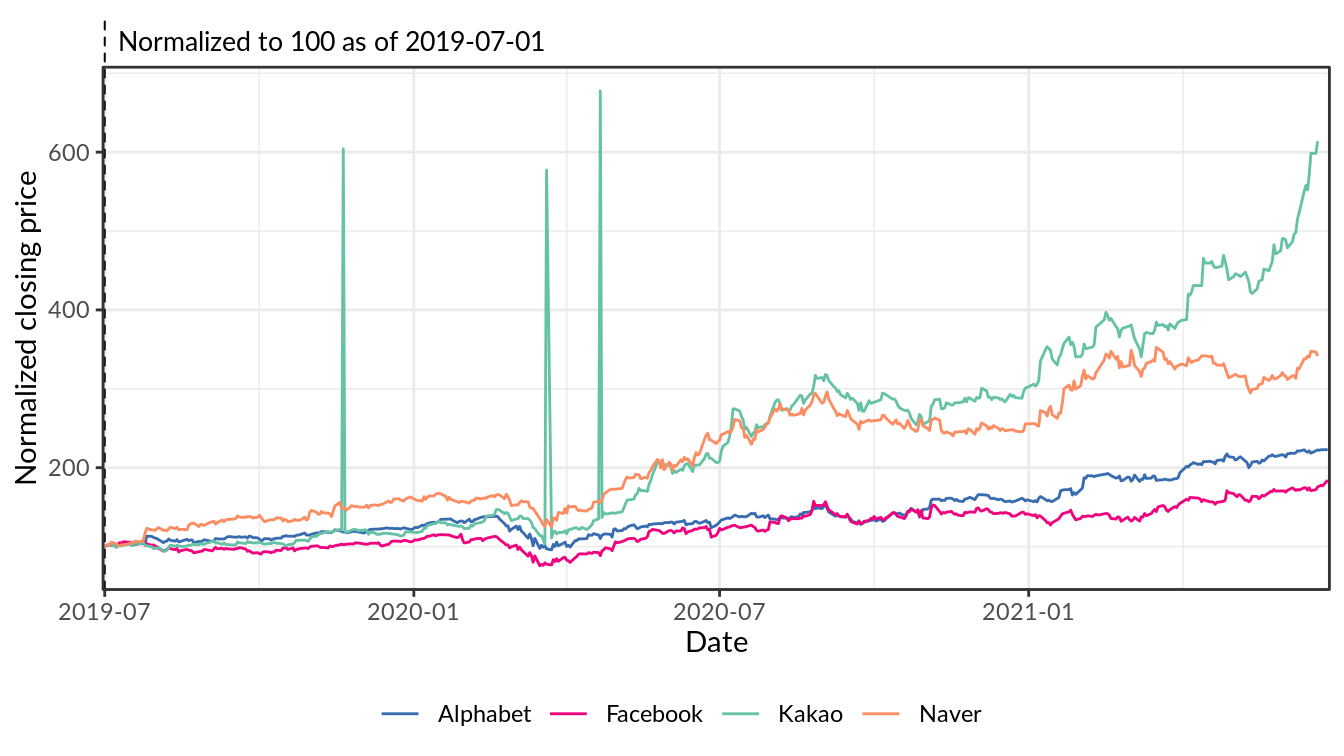 Normalized to 100 as of 2019-07-01
Normalized closing price
600
400
200
2019-07 2020-01 2020-07 2021-01
Date
Alphabet Facebook Kakao Naver